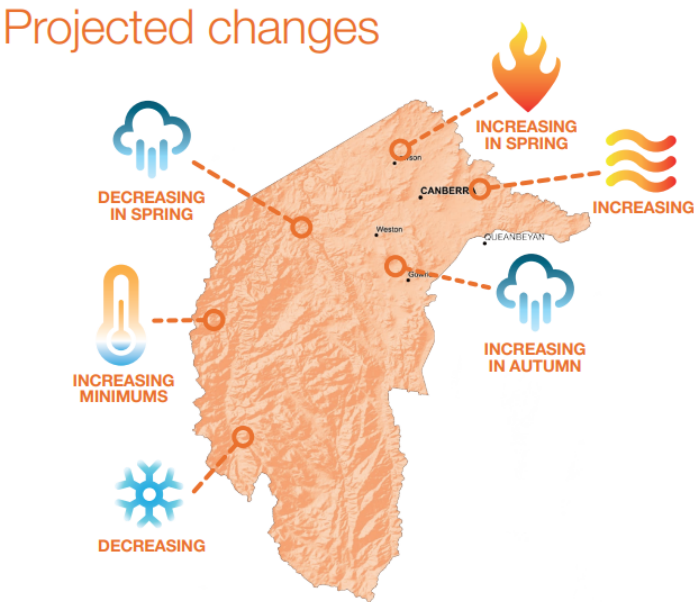 Projected changes
INCREASING
IN SPRING
DECREASING
IN SPRING
INCREASING
CANBERRA
Weston
QUEANBEYAN
INCREASING
IN AUTUMN
INCREASING
MINIMUMS
DECREASING